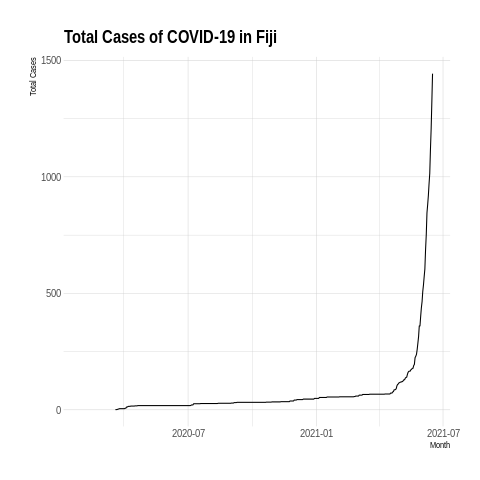 Total Cases of COVID-19 in Fiji
Total Cases
1500
1000
500
0
2020-07
2021-01
2021-07
Month